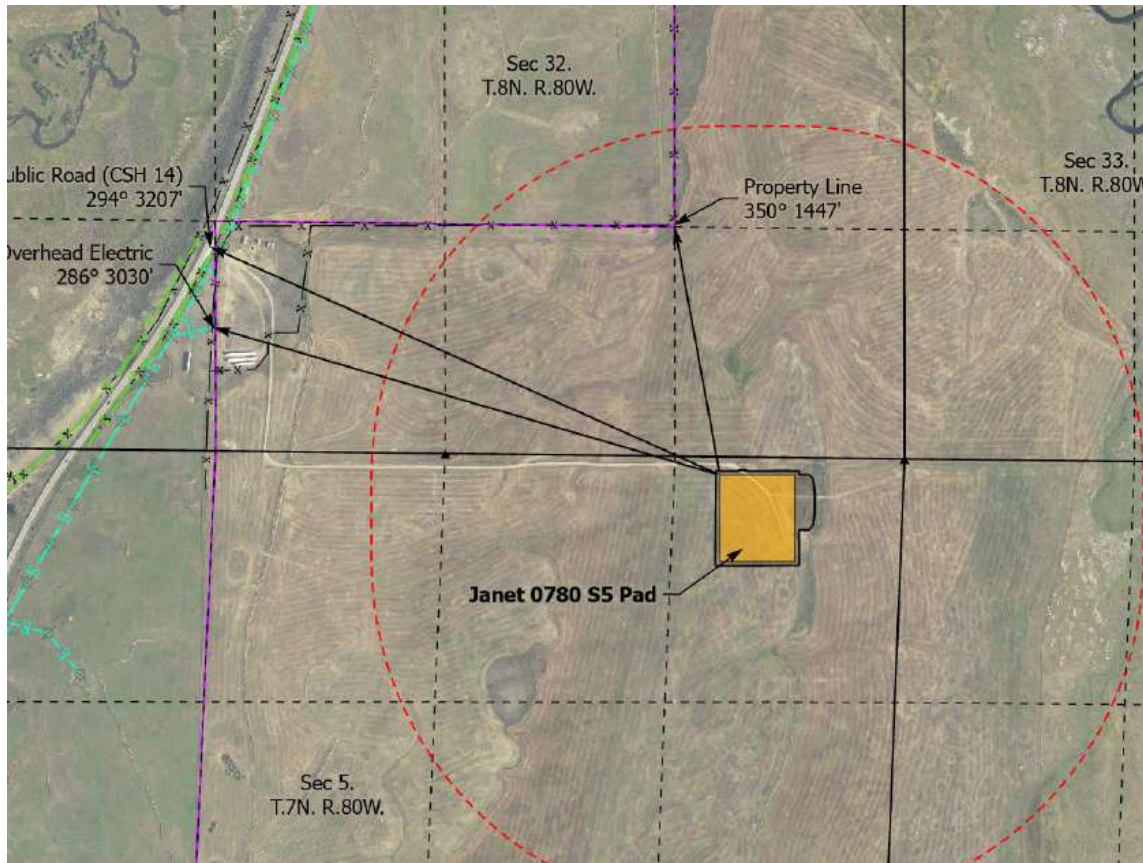 Sec 32.
T.8N. R.80W.
ublic Road (CSH 14)
294° 3207'
Sec 33.
T.8N. R.80W
Property Line
350° 1447'
Overhead Electric
286° 3030'
Janet 0780 S5 Pad
Sec 5.
T.7N. R.80W.